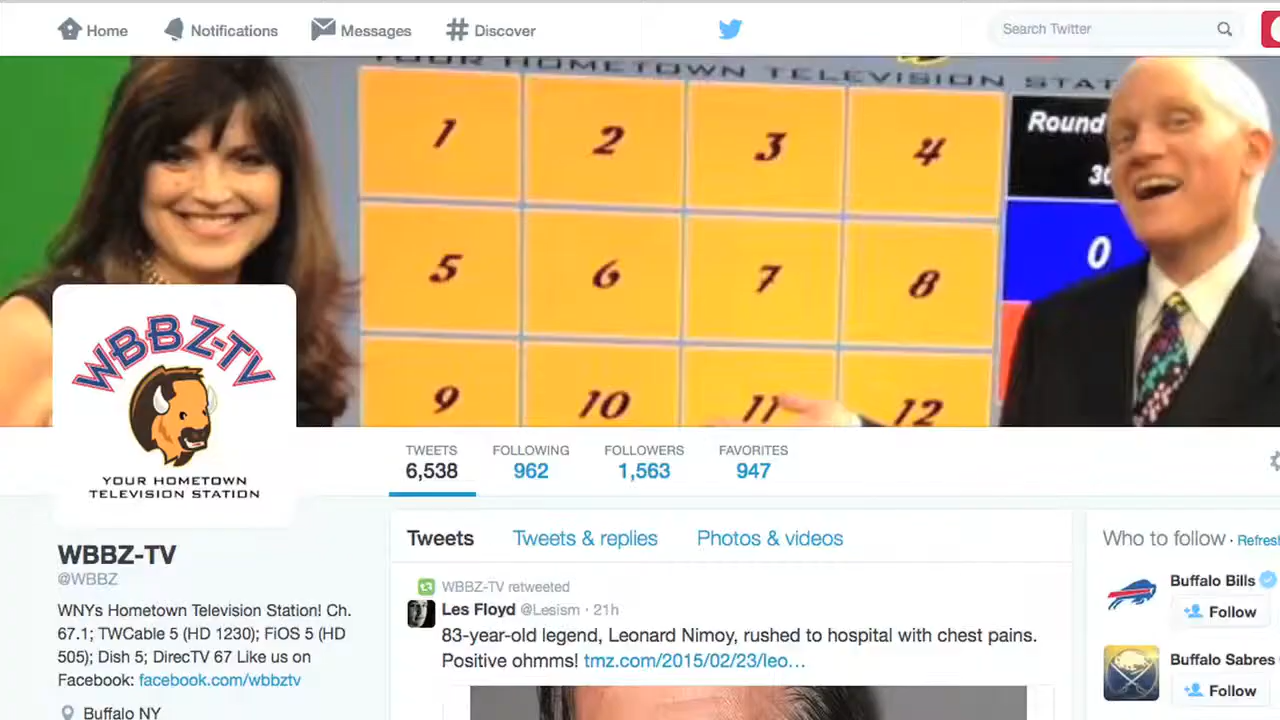 Home
Notifications
Messages
Discover
Search Twitter
YOUR HOMETOWN TELEVISION STAT
1
2
3
4
Round
30
5
6
7
8
0
9
10
11
12
WBBZ-TV
YOUR HOMETOWN
TELEVISION STATION
TWEETS
6,538
FOLLOWING
962
FOLLOWERS
1,563
FAVORITES
947
WBBZ-TV
@WBBZ
WNYs Hometown Television Station! Ch.
67.1; TWCable 5 (HD 1230); FiOS 5 (HD
505); Dish 5; DirecTV 67 Like us on
Facebook: facebook.com/wbbztv
Buffalo NY
Tweets
Tweets & replies
Photos & videos
WBBZ-TV retweeted
Les Floyd @Lesism · 21h
83-year-old legend, Leonard Nimoy, rushed to hospital with chest pains.
Positive ohmms! tmz.com/2015/02/23/leo...
Who to follow · Refresh
Buffalo Bills
Follow
Buffalo Sabres
Follow